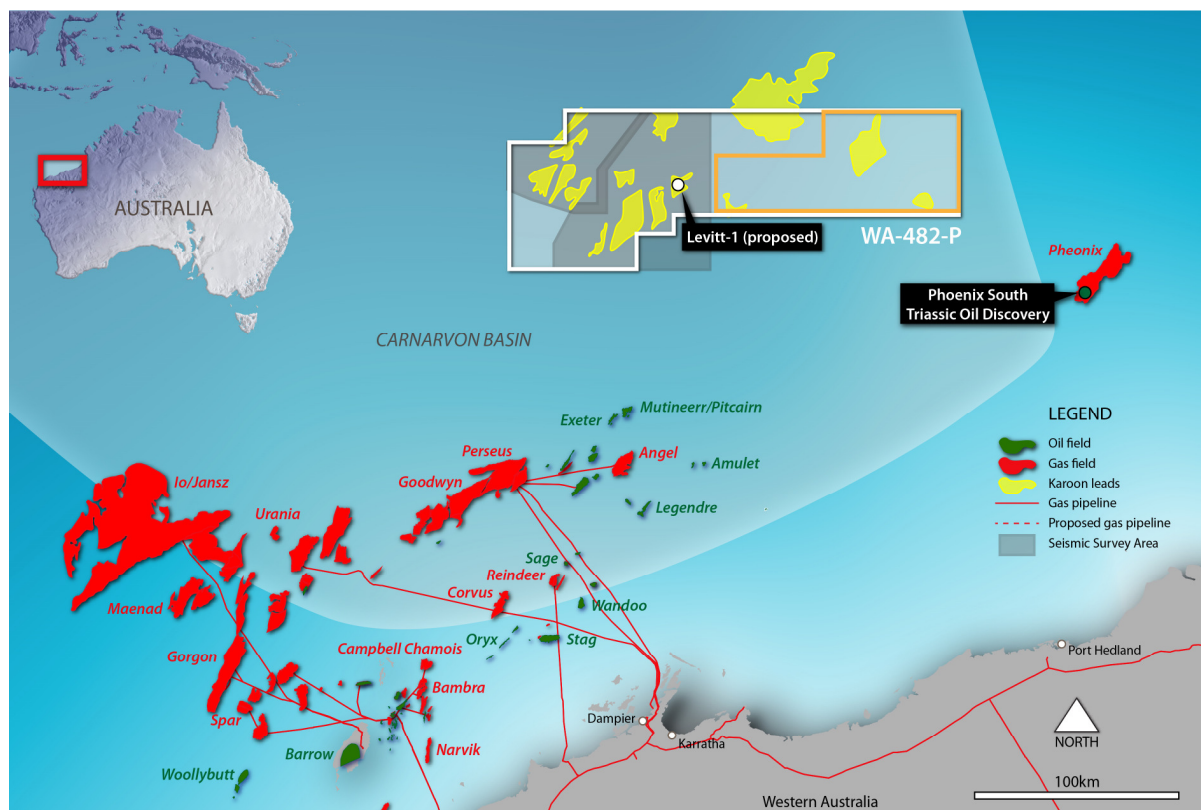 AUSTRALIA
Levitt-1 (proposed)
WA-482-P
Pheonix
Phoenix South
Triassic Oil Discovery
CARNARVON BASIN
Mutineerr/Pitcairn
Exeter
Perseus
Angel
Amulet
Goodwyn
Legendre
Io/Jansz
Urania
Sage
Reindeer
Corvus
Wandoo
Maenad
Oryx
Stag
Campbell Chamois
Gorgon
Bambra
Spar
Barrow
Narvik
Woollybutt
LEGEND
Oil field
Gas field
Karoon leads
Gas pipeline
Proposed gas pipeline
Seismic Survey Area
Port Hedland
Dampier
Karratha
NORTH
100km
Western Australia